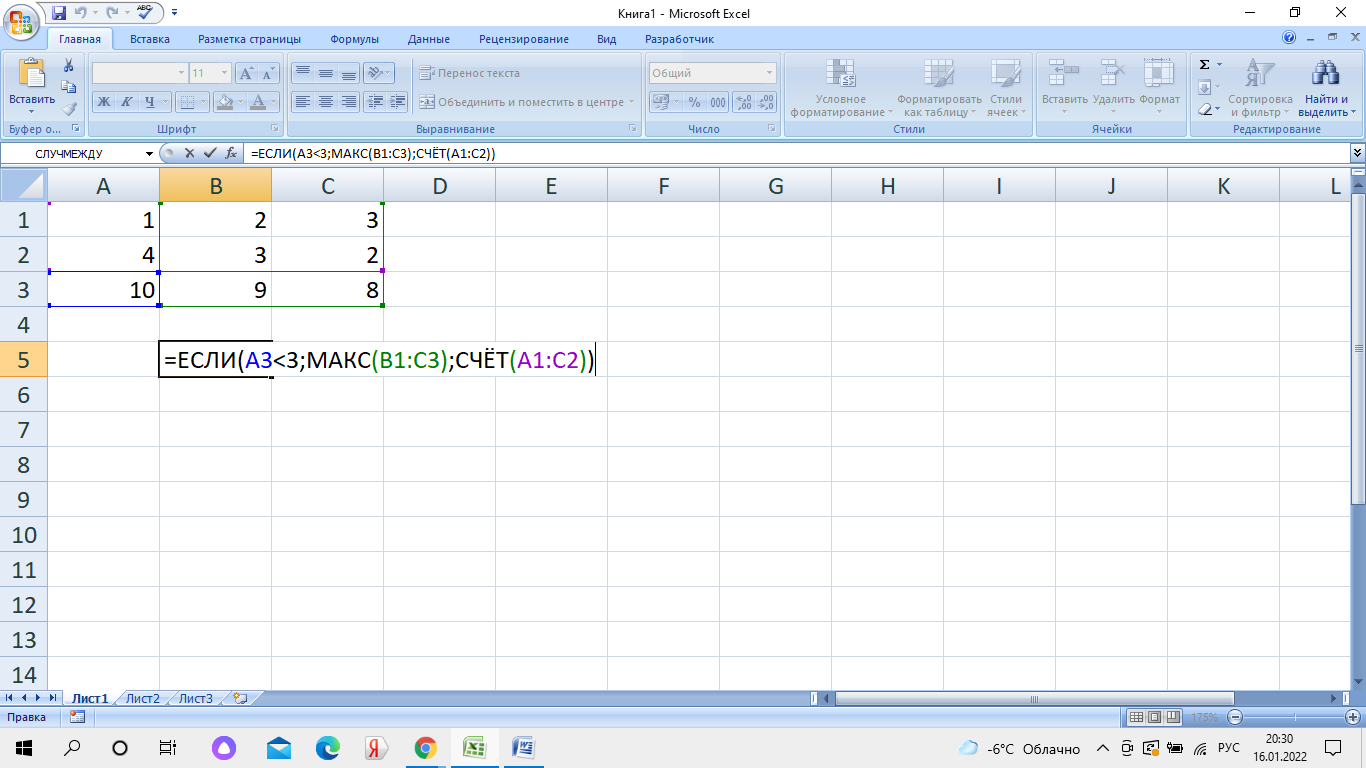 Книга1 - Microsoft Excel
Главная Вставка Разметка страницы Формулы Данные Рецензирование Вид Разработчик
Вставить
Буфер о...
11
Ж К Ч
Шрифт
Перенос текста
Объединить и поместить в центре
Выравнивание
Общий
% 000
Число
Условное форматирование
Форматировать как таблицу
Стили ячеек
Стили
Вставить Удалить Формат
Ячейки
Σ
Сортировка и фильтр
Найти и выделить
Редактирование
СЛУЧМЕЖДУ fx =ЕСЛИ(A3<3;МАКС(B1:C3);СЧЁТ(A1:C2))
A B C D E F G H I J K L
1 1 2 3
2 4 3 2
3 10 9 8
4
5 =ЕСЛИ(A3<3;МАКС(B1:C3);СЧЁТ(A1:C2))
6
7
8
9
10
11
12
13
14
Лист1 Лист2 Лист3
Правка 175%
-6°C Облачно РУС 20:30
16.01.2022